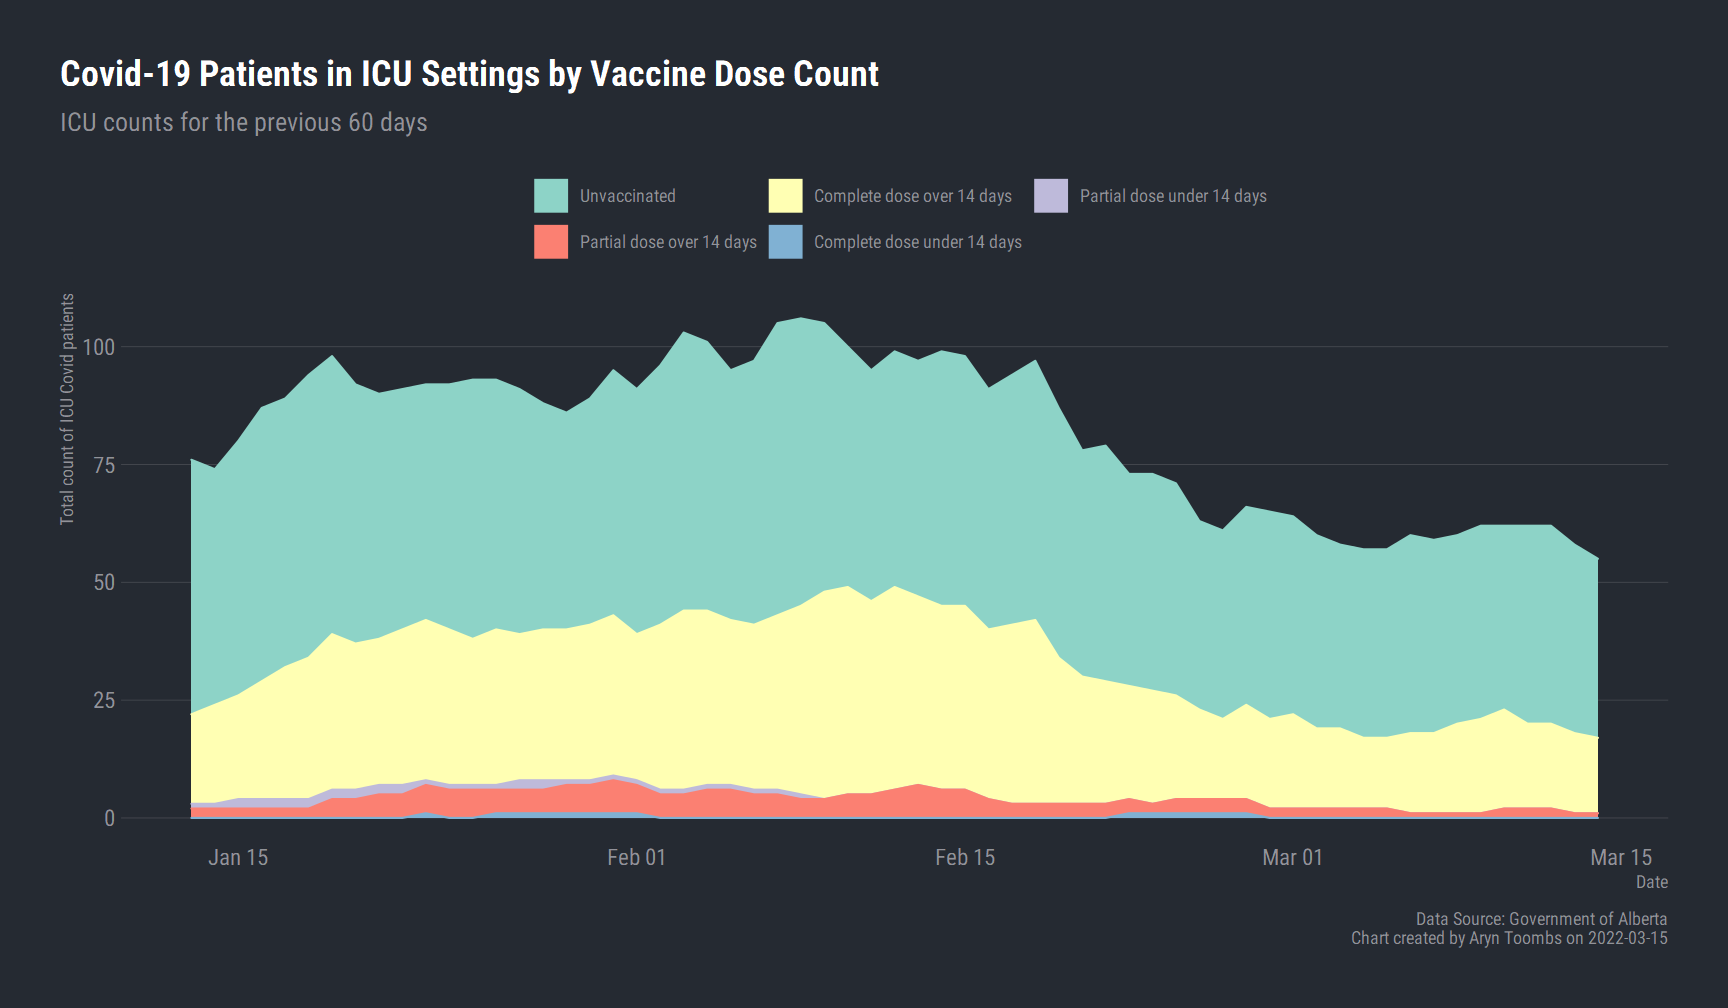 Covid-19 Patients in ICU Settings by Vaccine Dose Count
ICU counts for the previous 60 days
Unvaccinated
Complete dose over 14 days
Partial dose under 14 days
Partial dose over 14 days
Complete dose under 14 days
Total count of ICU Covid patients
100
75
50
25
0
Jan 15
Feb 01
Feb 15
Mar 01
Mar 15
Date
Data Source: Government of Alberta
Chart created by Aryn Toombs on 2022-03-15